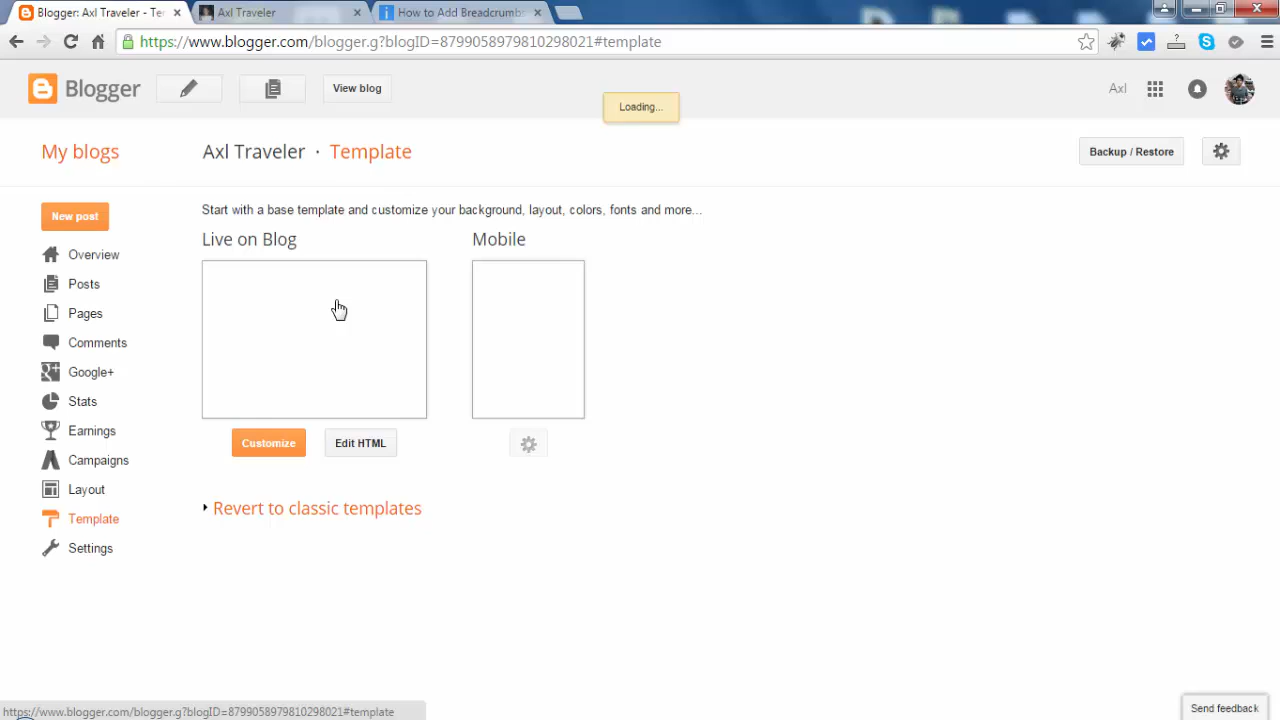 Blogger: Axl Traveler - Te
Axl Traveler
How to Add Breadcrumbs
https://www.blogger.com/blogger.g?blogID=8799058979810298021#template
Blogger
View blog
Loading...
Axl
My blogs
Axl Traveler · Template
Backup / Restore
New post
Start with a base template and customize your background, layout, colors, fonts and more...
Overview
Live on Blog
Mobile
Posts
Pages
Comments
Google+
Stats
Earnings
Customize
Edit HTML
Campaigns
Layout
Revert to classic templates
Template
Settings
https://www.blogger.com/blogger.g?blogID=8799058979810298021#template
Send feedback